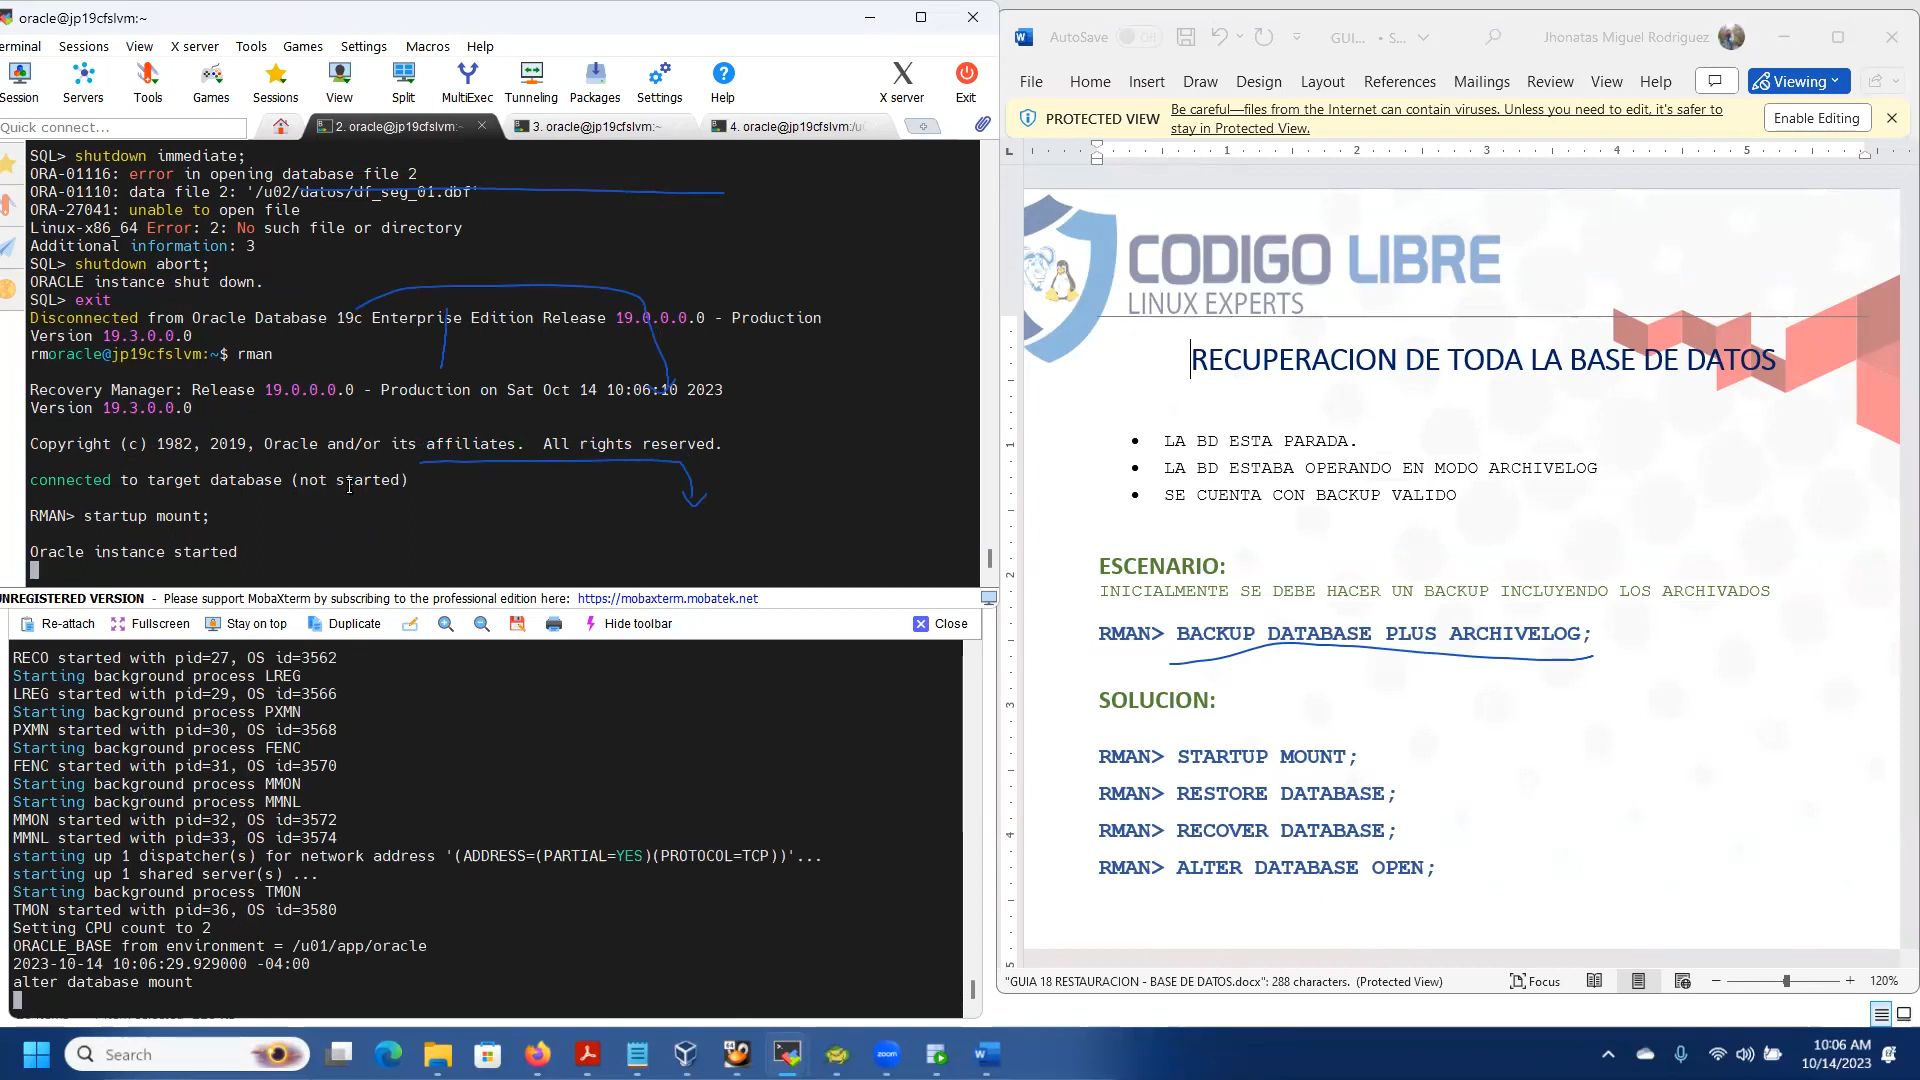 oracle@jp19cfslvm:~
erminal Sessions View X server Tools Games Settings Macros Help
Session Servers Tools Games Sessions View Split MultiExec Tunneling Packages Settings Help X server Exit
Quick connect...
2. oracle@jp19cfslvm:~
3. oracle@jp19cfslvm:~
4. oracle@jp19cfslvm:/u
SQL> shutdown immediate;
ORA-01116: error in opening database file 2
ORA-01110: data file 2: '/u02/datos/df_seg_01.dbf'
ORA-27041: unable to open file
Linux-x86_64 Error: 2: No such file or directory
Additional information: 3
SQL> shutdown abort;
ORACLE instance shut down.
SQL> exit
Disconnected from Oracle Database 19c Enterprise Edition Release 19.0.0.0.0 - Production
Version 19.3.0.0.0
rmoracle@jp19cfslvm:~$ rman
Recovery Manager: Release 19.0.0.0.0 - Production on Sat Oct 14 10:06:10 2023
Version 19.3.0.0.0
Copyright (c) 1982, 2019, Oracle and/or its affiliates.  All rights reserved.
connected to target database (not started)
RMAN> startup mount;
Oracle instance started
UNREGISTERED VERSION - Please support MobaXterm by subscribing to the professional edition here: https://mobaxterm.mobatek.net
Re-attach Fullscreen Stay on top Duplicate Hide toolbar Close
RECO started with pid=27, OS id=3562
Starting background process LREG
LREG started with pid=29, OS id=3566
Starting background process PXMN
PXMN started with pid=30, OS id=3568
Starting background process FENC
FENC started with pid=31, OS id=3570
Starting background process MMON
Starting background process MMNL
MMON started with pid=32, OS id=3572
MMNL started with pid=33, OS id=3574
starting up 1 dispatcher(s) for network address '(ADDRESS=(PARTIAL=YES)(PROTOCOL=TCP))'...
starting up 1 shared server(s) ...
Starting background process TMON
TMON started with pid=36, OS id=3580
Setting CPU count to 2
ORACLE_BASE from environment = /u01/app/oracle
2023-10-14 10:06:29.929000 -04:00
alter database mount
AutoSave Off GUI... • S... Jhonatas Miguel Rodriguez
File Home Insert Draw Design Layout References Mailings Review View Help Viewing
PROTECTED VIEW Be careful—files from the Internet can contain viruses. Unless you need to edit, it's safer to stay in Protected View. Enable Editing
1 2 3 4 5
CODIGO LIBRE
LINUX EXPERTS
RECUPERACION DE TODA LA BASE DE DATOS
• LA BD ESTA PARADA.
• LA BD ESTABA OPERANDO EN MODO ARCHIVELOG
• SE CUENTA CON BACKUP VALIDO
ESCENARIO:
INICIALMENTE SE DEBE HACER UN BACKUP INCLUYENDO LOS ARCHIVADOS
RMAN> BACKUP DATABASE PLUS ARCHIVELOG;
SOLUCION:
RMAN> STARTUP MOUNT;
RMAN> RESTORE DATABASE;
RMAN> RECOVER DATABASE;
RMAN> ALTER DATABASE OPEN;
"GUIA 18 RESTAURACION - BASE DE DATOS.docx": 288 characters. (Protected View) Focus 120%
Search
zoom
10:06 AM
10/14/2023